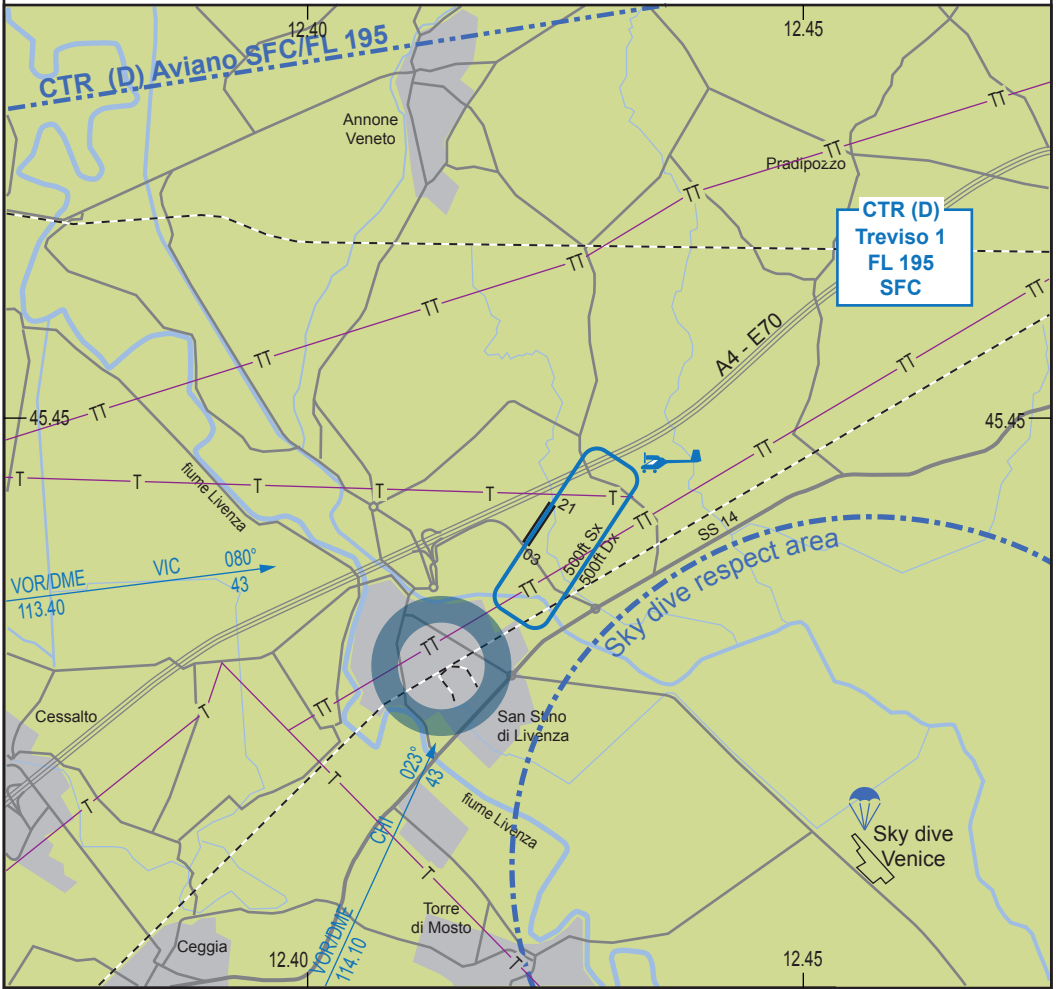 12.40
12.45
CTR (D) Aviano SFC/FL 195
Annone
Veneto
TT
TT
Pradipozzo
TT
CTR (D)
Treviso 1
FL 195
SFC
TT
TT
TT
A4 - E70
TT
TT
TT
45.45
45.45
TT
fiume Livenza
T
T
T
T
T
T
21
TT
SS 14
03
500ft Sx
500ft Dx
VOR/DME
113.40
VIC
080°
43
TT
Sky dive respect area
TT
TT
T
Cessalto
San Stino
di Livenza
023°
43
T
T
fiume Livenza
CHI
T
Sky dive
Venice
Torre
di Mosto
VOR/DME
114.10
Ceggia
T
12.40
12.45